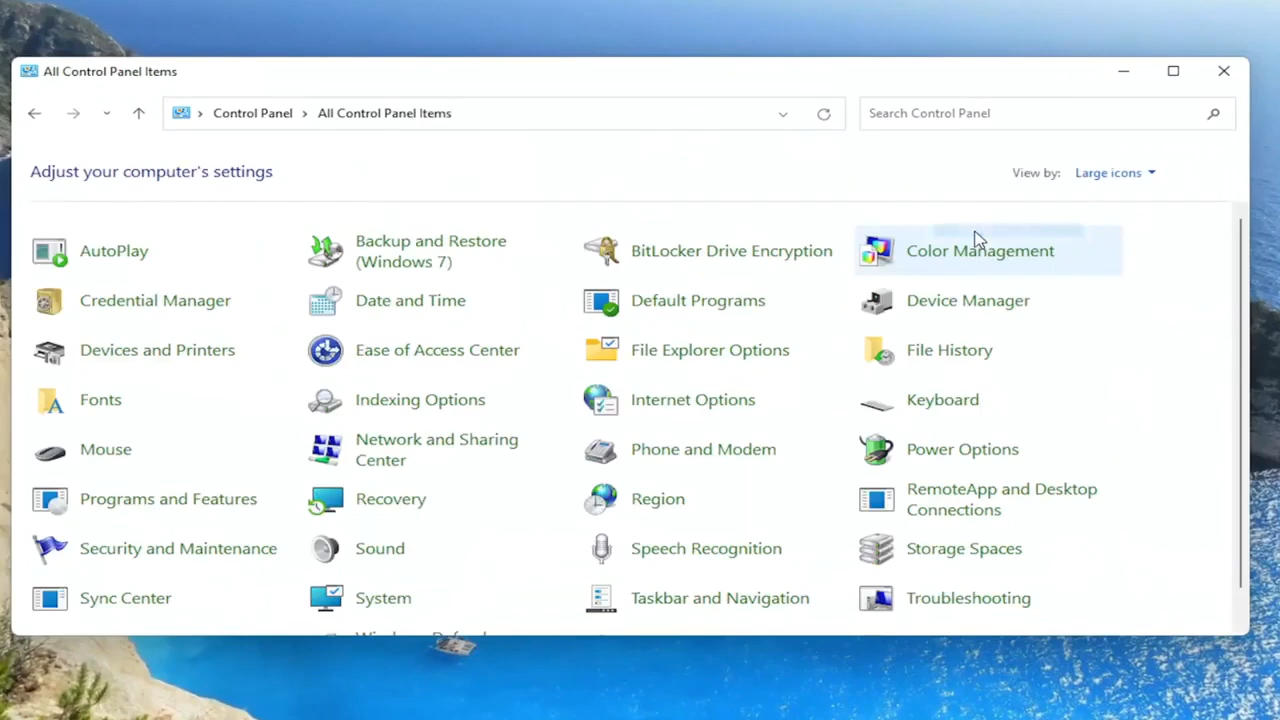 All Control Panel Items
Control Panel > All Control Panel Items
Search Control Panel
Adjust your computer's settings
View by: Large icons
AutoPlay
Backup and Restore
(Windows 7)
BitLocker Drive Encryption
Color Management
Credential Manager
Date and Time
Default Programs
Device Manager
Devices and Printers
Ease of Access Center
File Explorer Options
File History
Fonts
Indexing Options
Internet Options
Keyboard
Mouse
Network and Sharing
Center
Phone and Modem
Power Options
Programs and Features
Recovery
Region
RemoteApp and Desktop
Connections
Security and Maintenance
Sound
Speech Recognition
Storage Spaces
Sync Center
System
Taskbar and Navigation
Troubleshooting